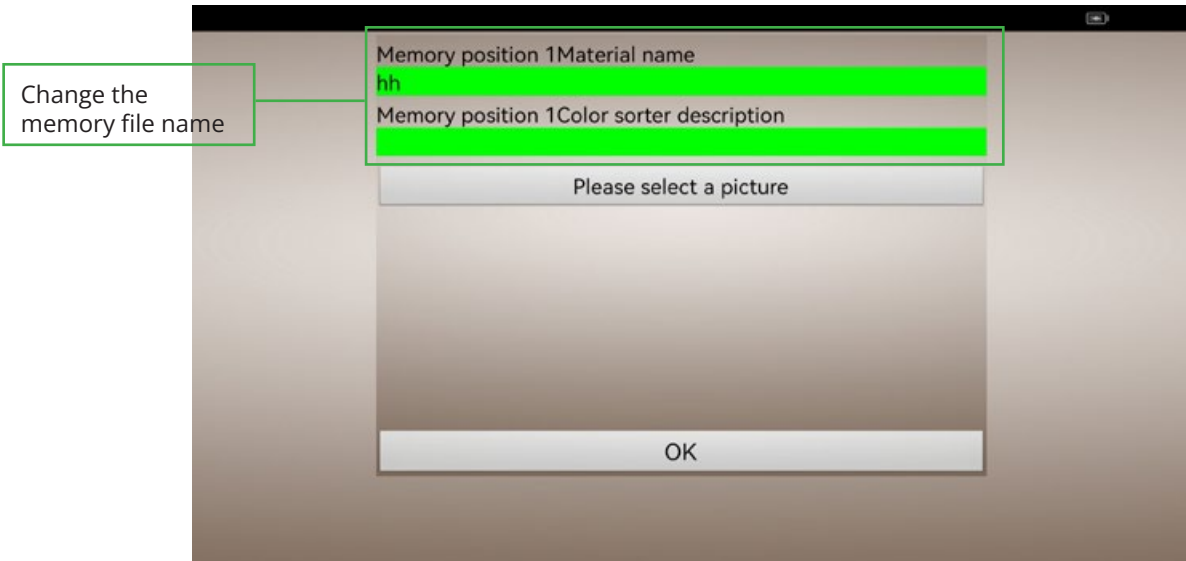 Change the
memory file name
Memory position 1Material name
hh
Memory position 1Color sorter description
Please select a picture
OK